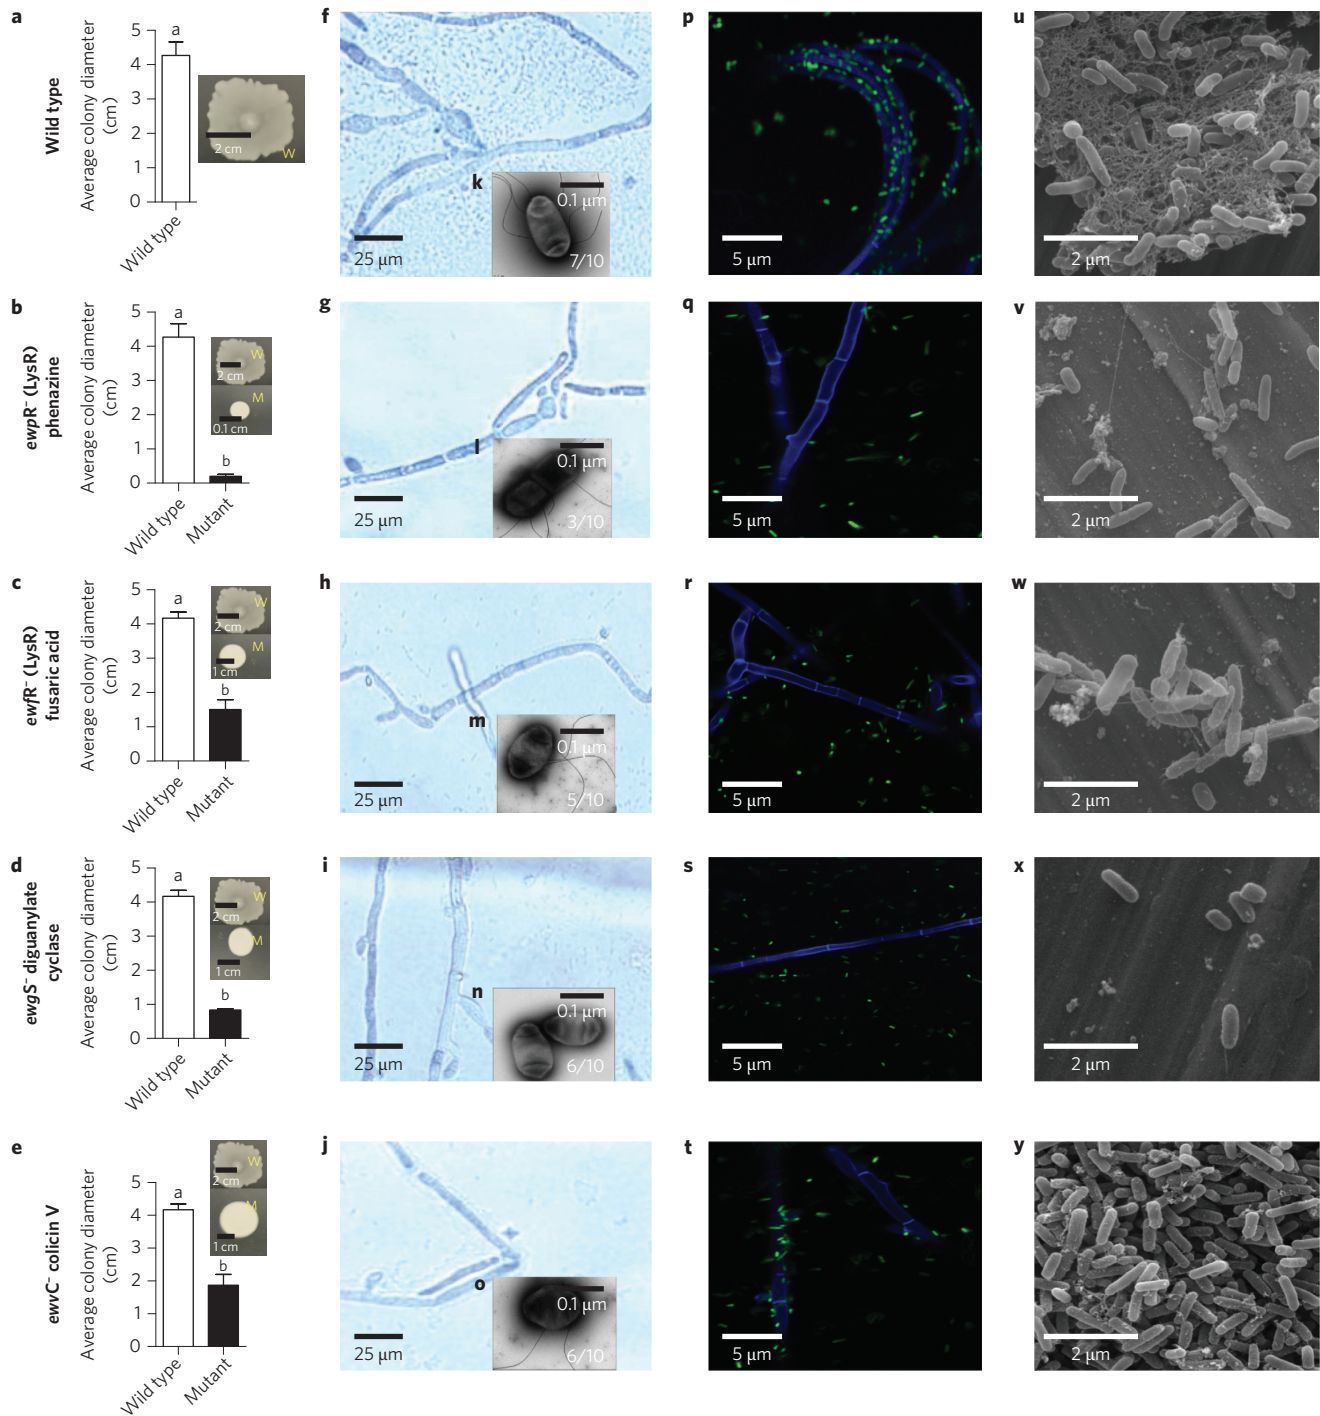 a
Wild type
Average colony diameter
(cm)
5
4
3
2
1
0
a
Wild type
2 cm
W
f
25 μm
k
0.1 μm
7/10
p
5 μm
u
2 μm
b
ewpR⁻ (LysR)
phenazine
Average colony diameter
(cm)
5
4
3
2
1
0
a
b
Wild type
Mutant
W
2 cm
M
0.1 cm
g
25 μm
l
0.1 μm
3/10
q
5 μm
v
2 μm
c
ewfR⁻ (LysR)
fusaric acid
Average colony diameter
(cm)
5
4
3
2
1
0
a
b
Wild type
Mutant
W
2 cm
M
1 cm
h
25 μm
m
0.1 μm
5/10
r
5 μm
w
2 μm
d
ewgS⁻ diguanylate
cyclase
Average colony diameter
(cm)
5
4
3
2
1
0
a
b
Wild type
Mutant
W
2 cm
M
1 cm
i
25 μm
n
0.1 μm
6/10
s
5 μm
x
2 μm
e
ewvC⁻ colicin V
Average colony diameter
(cm)
5
4
3
2
1
0
a
b
Wild type
Mutant
W
2 cm
M
1 cm
j
25 μm
o
0.1 μm
6/10
t
5 μm
y
2 μm